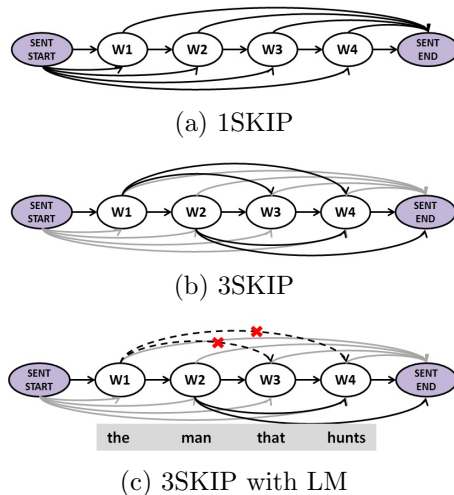 SENT START W1 W2 W3 W4 SENT END
(a) 1SKIP
SENT START W1 W2 W3 W4 SENT END
(b) 3SKIP
SENT START W1 W2 W3 W4 SENT END
the man that hunts
(c) 3SKIP with LM